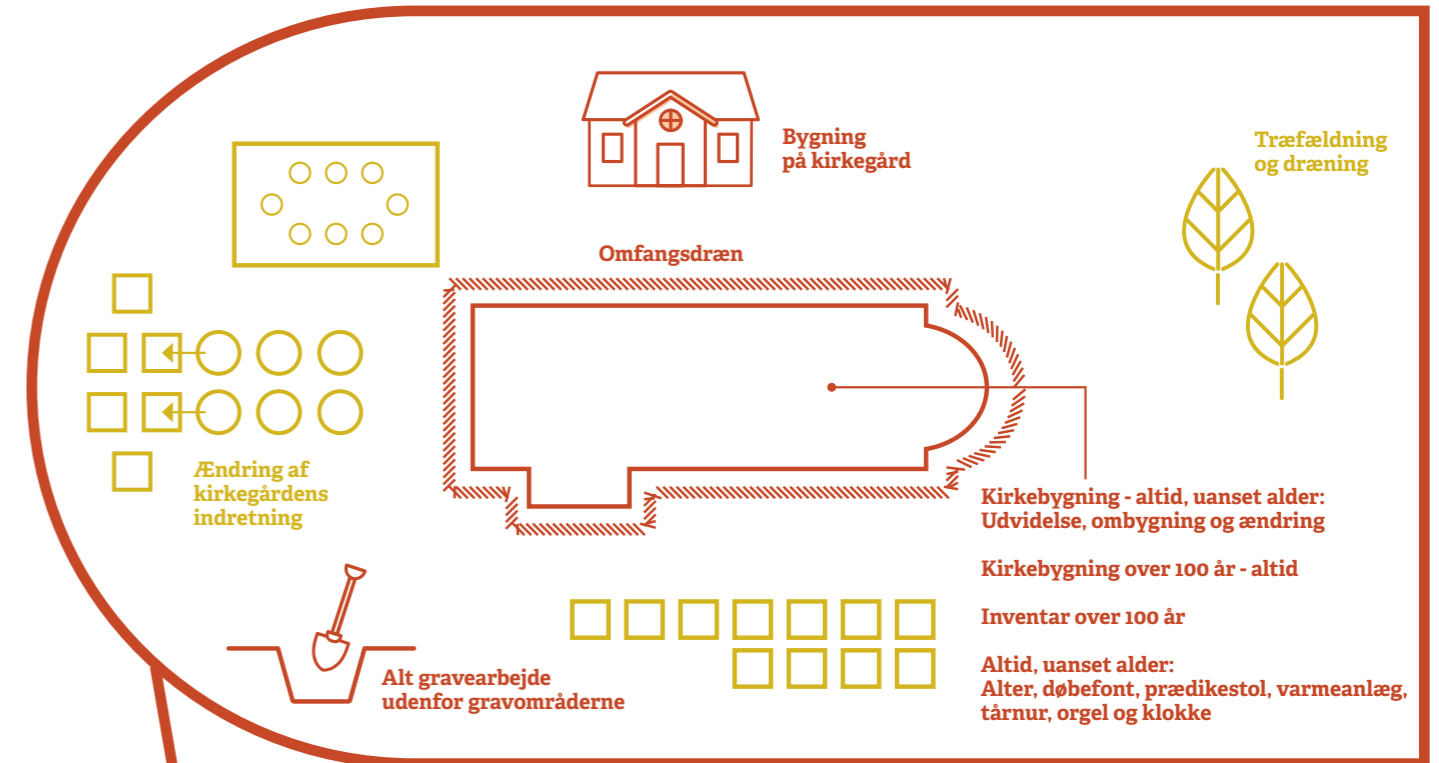 Bygning
på kirkegård
Træfældning
og dræning
Omfangsdræn
Ændring af
kirkegårdens
indretning
Kirkebygning - altid, uanset alder:
Udvidelse, ombygning og ændring
Kirkebygning over 100 år - altid
Inventar over 100 år
Altid, uanset alder:
Alter, døbefont, prædikestol, varmeanlæg,
tårnur, orgel og klokke
Alt gravearbejde
udenfor gravområderne